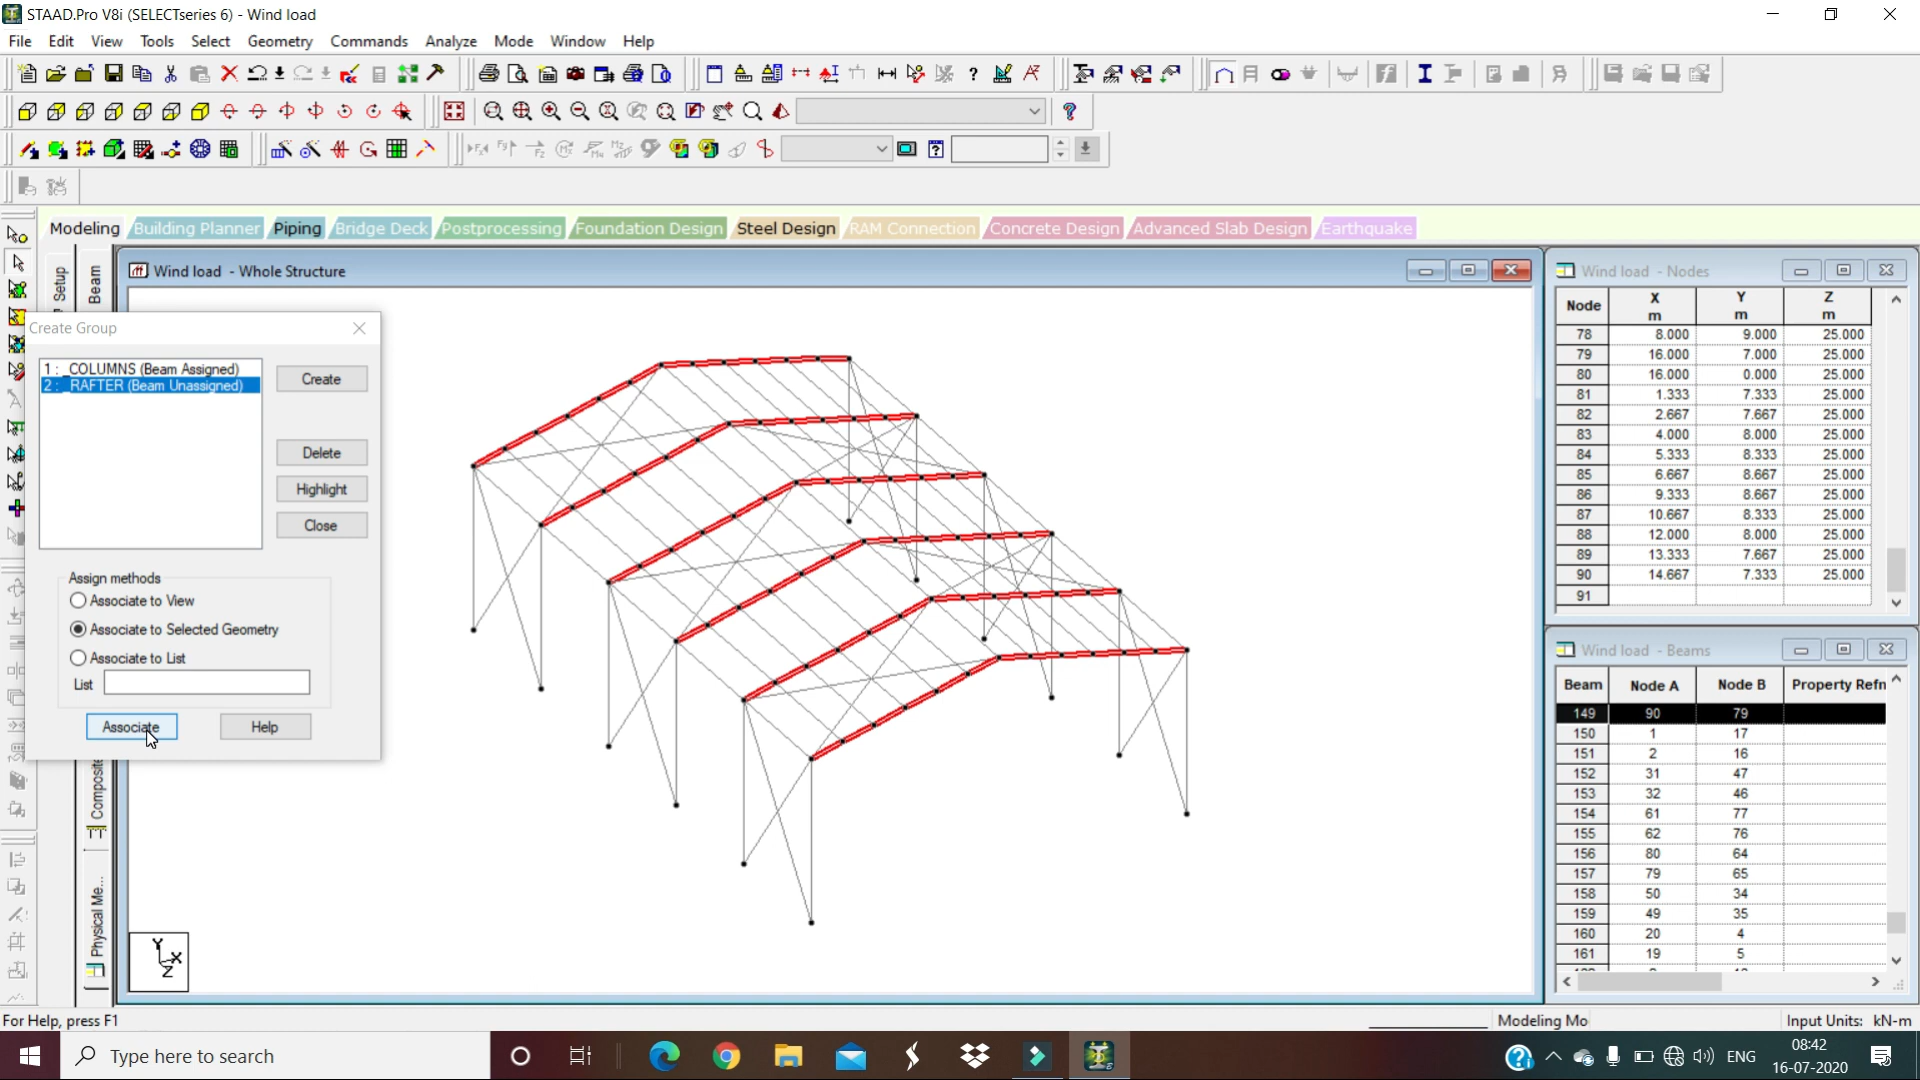 STAAD.Pro V8i (SELECTseries 6) - Wind load
File Edit View Tools Select Geometry Commands Analyze Mode Window Help
Modeling Building Planner Piping Bridge Deck Postprocessing Foundation Design Steel Design RAM Connection Concrete Design Advanced Slab Design Earthquake
Setup
Beam
Composite
Physical Me...
Wind load - Whole Structure
Create Group
1 : _COLUMNS (Beam Assigned)
2 : _RAFTER (Beam Unassigned)
Create
Delete
Highlight
Close
Assign methods
Associate to View
Associate to Selected Geometry
Associate to List
List
Associate Help
Y
X
Z
Wind load - Nodes
Node X m Y m Z m
78 8.000 9.000 25.000
79 16.000 7.000 25.000
80 16.000 0.000 25.000
81 1.333 7.333 25.000
82 2.667 7.667 25.000
83 4.000 8.000 25.000
84 5.333 8.333 25.000
85 6.667 8.667 25.000
86 9.333 8.667 25.000
87 10.667 8.333 25.000
88 12.000 8.000 25.000
89 13.333 7.667 25.000
90 14.667 7.333 25.000
91
Wind load - Beams
Beam Node A Node B Property Refn
149 90 79
150 1 17
151 2 16
152 31 47
153 32 46
154 61 77
155 62 76
156 80 64
157 79 65
158 50 34
159 49 35
160 20 4
161 19 5
For Help, press F1
Modeling Mo
Input Units: kN-m
Type here to search
ENG
08:42
16-07-2020